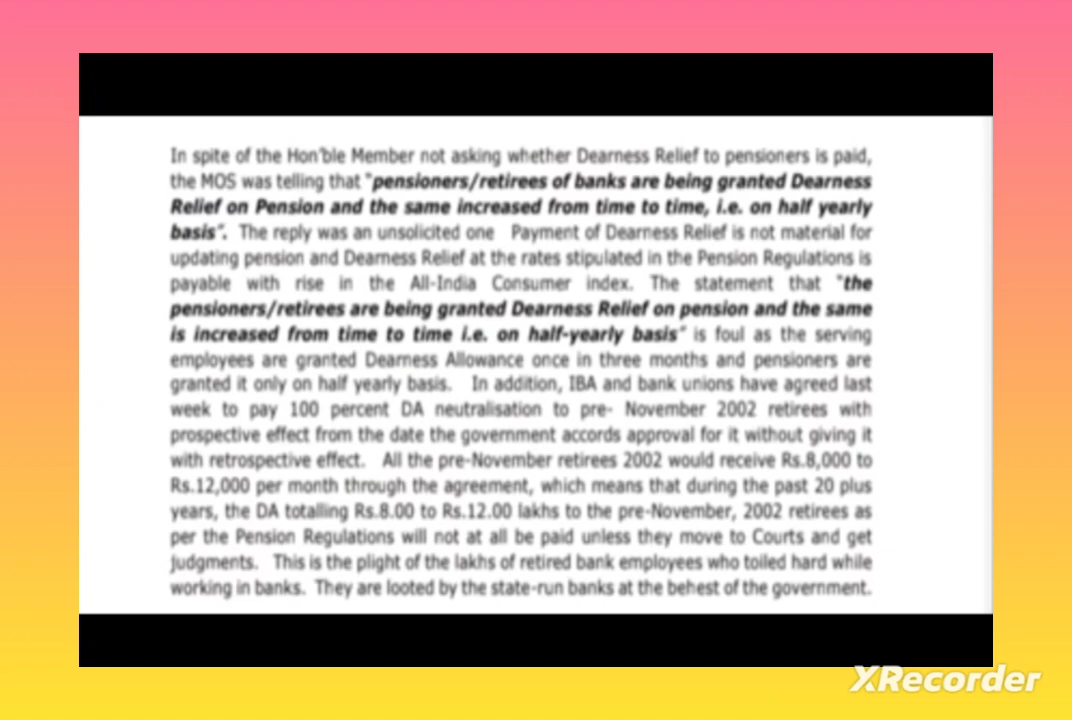 In spite of the Hon'ble Member not asking whether Dearness Relief to pensioners is paid,
the MOS was telling that "pensioners/retirees of banks are being granted Dearness
Relief on Pension and the same increased from time to time, i.e. on half yearly
basis". The reply was an unsolicited one Payment of Dearness Relief is not material for
updating pension and Dearness Relief at the rates stipulated in the Pension Regulations is
payable with rise in the All-India Consumer index. The statement that "the
pensioners/retirees are being granted Dearness Relief on pension and the same
is increased from time to time i.e. on half-yearly basis" is foul as the serving
employees are granted Dearness Allowance once in three months and pensioners are
granted it only on half yearly basis. In addition, IBA and bank unions have agreed last
week to pay 100 percent DA neutralisation to pre- November 2002 retirees with
prospective effect from the date the government accords approval for it without giving it
with retrospective effect. All the pre-November retirees 2002 would receive Rs.8,000 to
Rs.12,000 per month through the agreement, which means that during the past 20 plus
years, the DA totalling Rs.8.00 to Rs.12.00 lakhs to the pre-November, 2002 retirees as
per the Pension Regulations will not at all be paid unless they move to Courts and get
judgments. This is the plight of the lakhs of retired bank employees who toiled hard while
working in banks. They are looted by the state-run banks at the behest of the government.
XRecorder